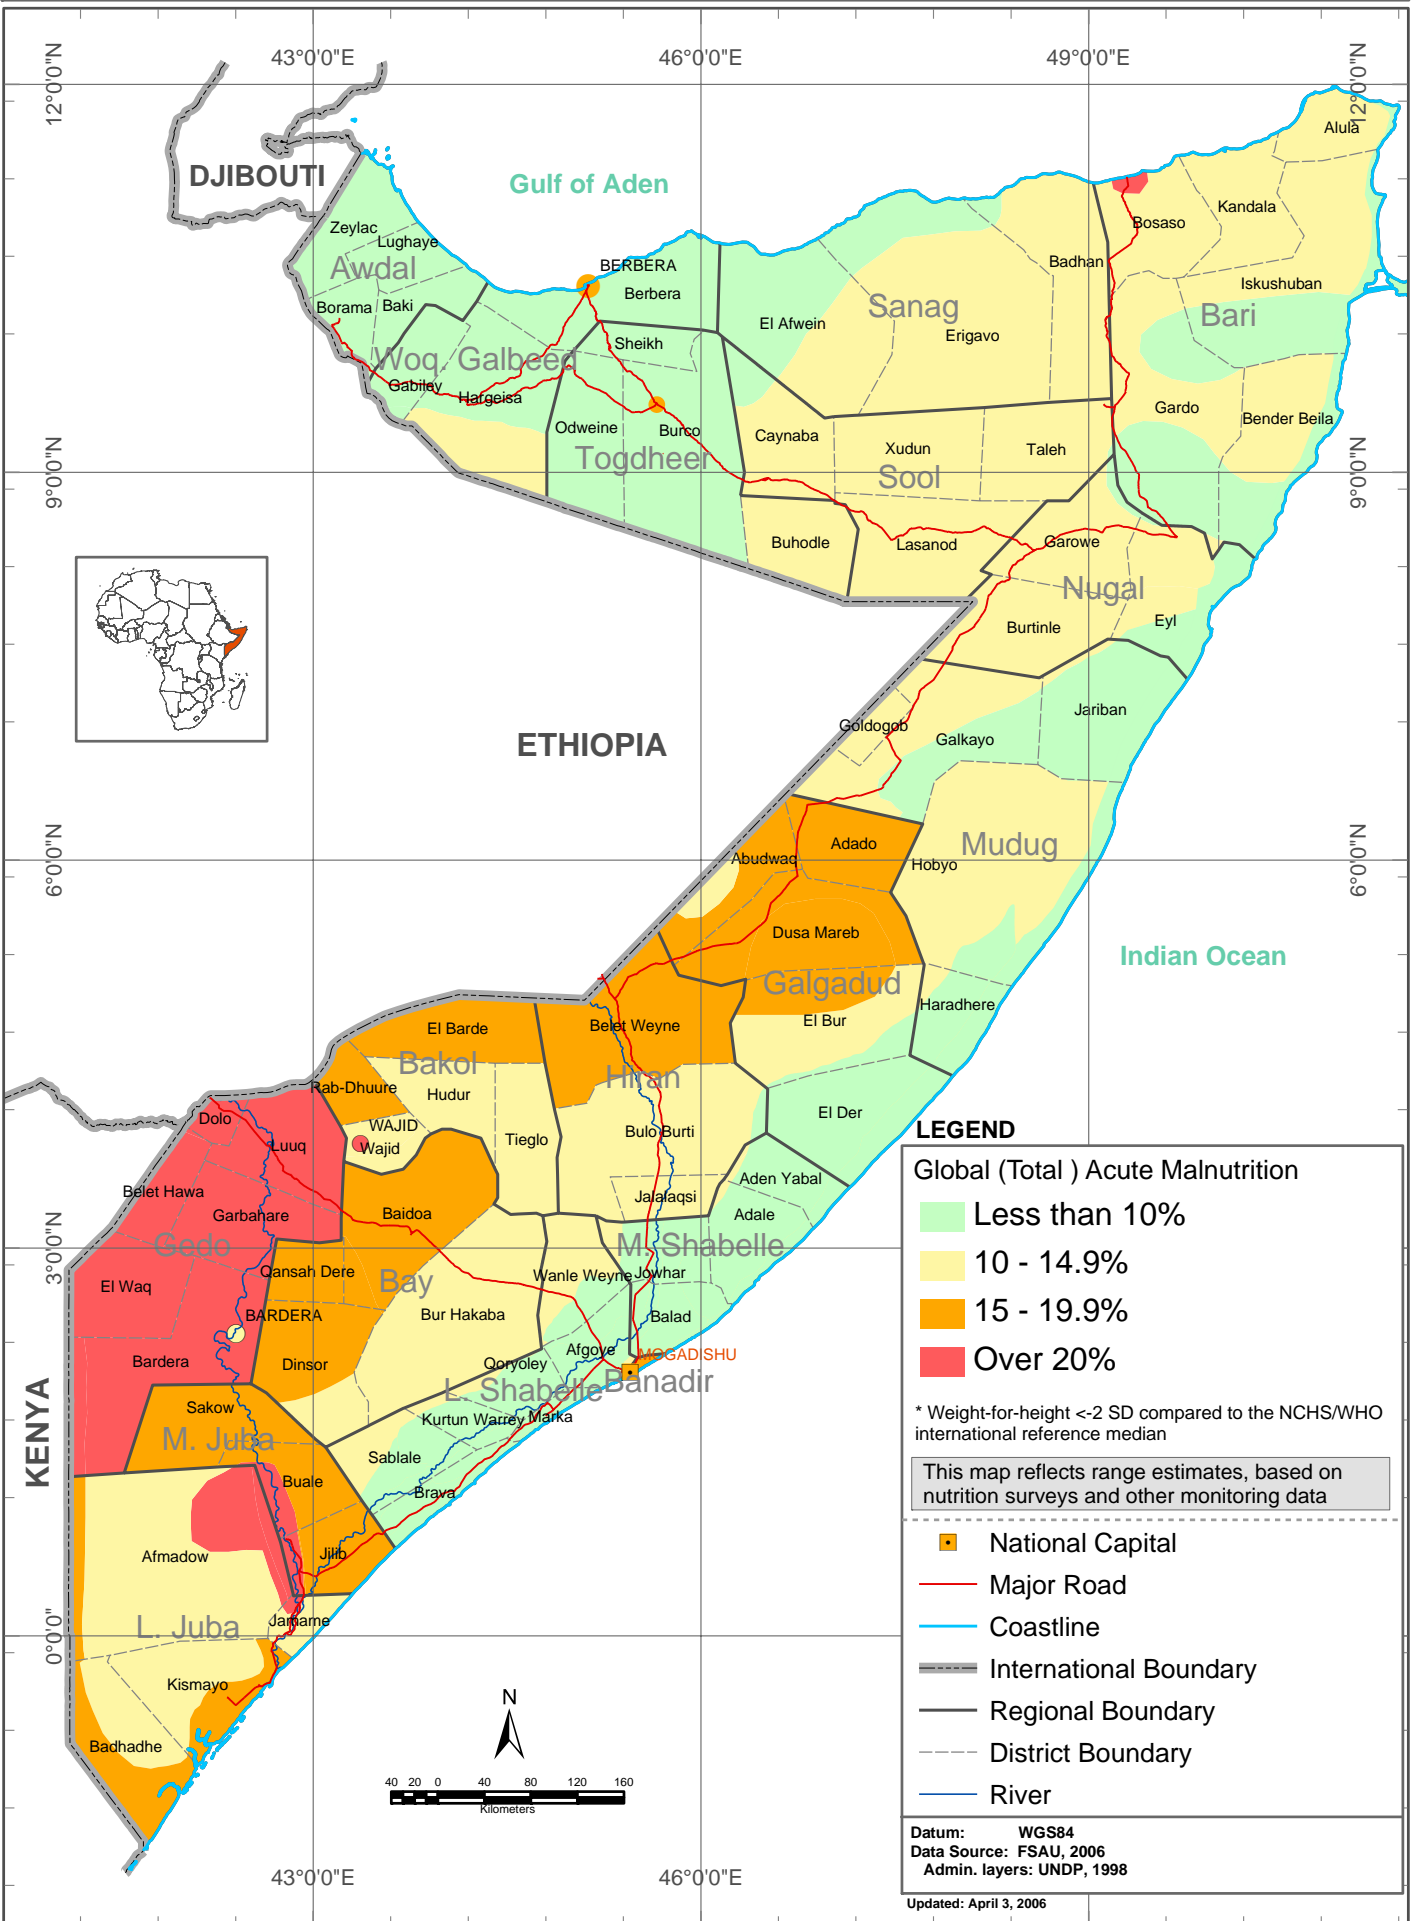 43°0'0"E
46°0'0"E
49°0'0"E
12°0'0"N
12°0'0"N
Alula
DJIBOUTI
Gulf of Aden
Kandala
Bosaso
Zeylac
Lughaye
Awdal
BERBERA
Badhan
Iskushuban
Berbera
Sanag
Bari
Borama
Baki
El Afwein
Erigavo
Sheikh
Woq. Galbeed
Gabiley
Hargeisa
Gardo
Bender Beila
Odweine
Burco
Caynaba
Xudun
Taleh
Togdheer
Sool
9°0'0"N
9°0'0"N
Buhodle
Lasanod
Garowe
Nugal
Burtinle
Eyl
Jariban
Goldogob
Galkayo
ETHIOPIA
Mudug
Adado
Abudwaq
Hobyo
6°0'0"N
6°0'0"N
Dusa Mareb
Indian Ocean
Galgadud
Haradhere
El Bur
El Barde
Belet Weyne
Bakol
Hiran
Rab-Dhuure
Hudur
El Der
Dolo
WAJID
Wajid
Tieglo
Bulo Burti
Luuq
Aden Yabal
Belet Hawa
Jalalaqsi
Garbahare
Baidoa
Adale
Gedo
M. Shabelle
3°0'0"N
Qansah Dere
Wanle Weyne
Jowhar
El Waq
Bay
BARDERA
Bur Hakaba
Balad
Afgoye
MOGADISHU
Bardera
Dinsor
Qoryoley
L. Shabelle
Banadir
Sakow
Kurtun Warrey
Marka
KENYA
M. Juba
Sablale
Buale
Brava
Afmadow
Jilib
L. Juba
Jamame
0°0'0"
Kismayo
Badhadhe
N
40 20 0 40 80 120 160
Kilometers
43°0'0"E
46°0'0"E
LEGEND
Global (Total ) Acute Malnutrition
Less than 10%
10 - 14.9%
15 - 19.9%
Over 20%
* Weight-for-height <-2 SD compared to the NCHS/WHO
international reference median
This map reflects range estimates, based on
nutrition surveys and other monitoring data
National Capital
Major Road
Coastline
International Boundary
Regional Boundary
District Boundary
River
Datum: WGS84
Data Source: FSAU, 2006
Admin. layers: UNDP, 1998
Updated: April 3, 2006